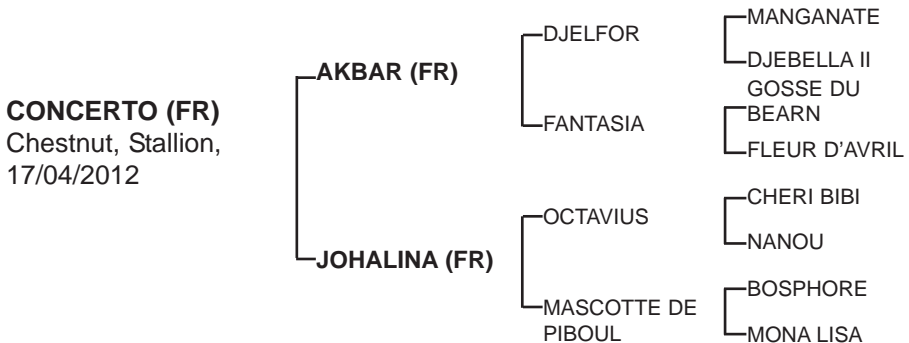 CONCERTO (FR)
Chestnut, Stallion,
17/04/2012
AKBAR (FR)
JOHALINA (FR)
DJELFOR
FANTASIA
OCTAVIUS
MASCOTTE DE
PIBOUL
MANGANATE
DJEBELLA II
GOSSE DU
BEARN
FLEUR D'AVRIL
CHERI BIBI
NANOU
BOSPHORE
MONA LISA